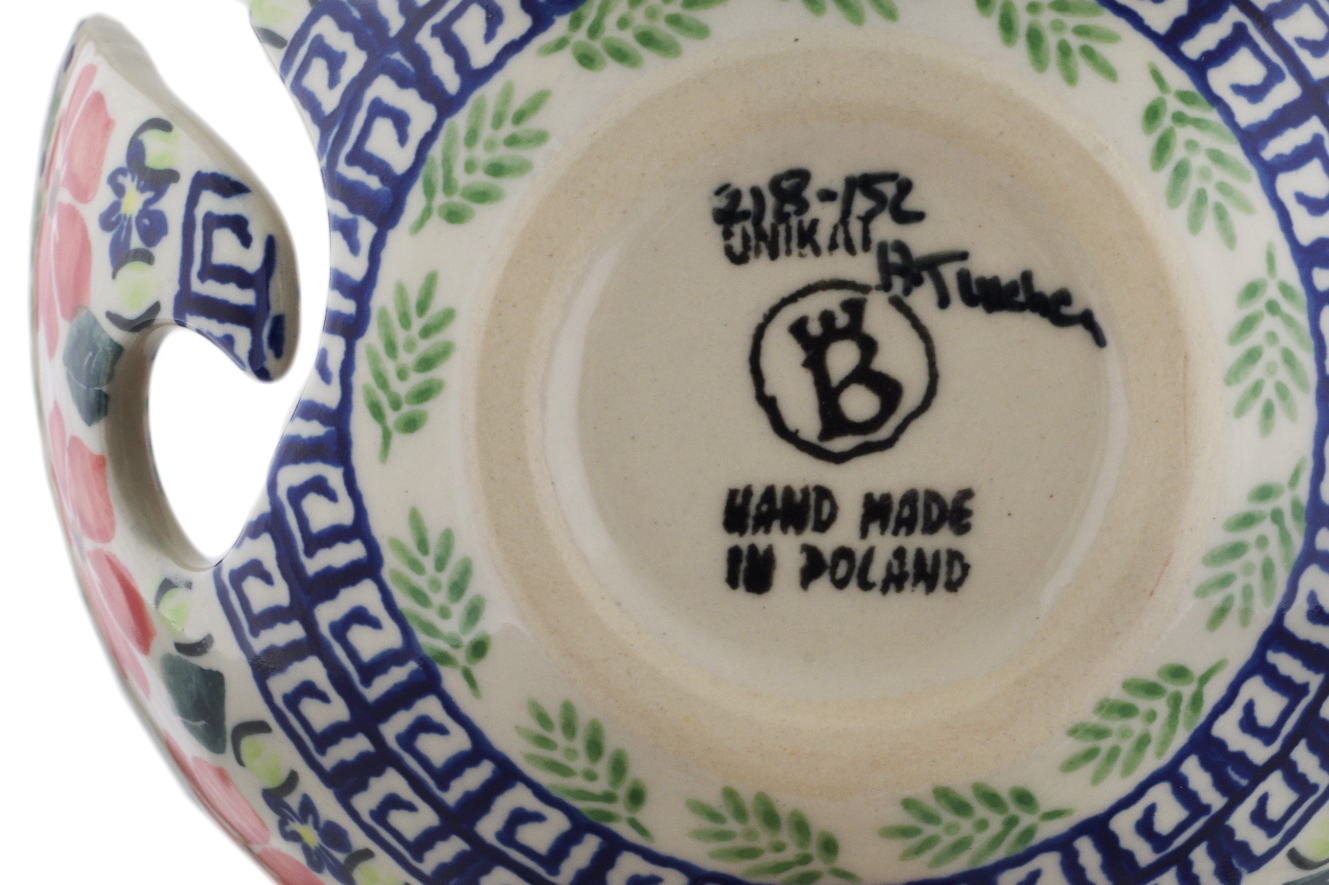 218-152
UNIKAT
B
HAND MADE
IN POLAND